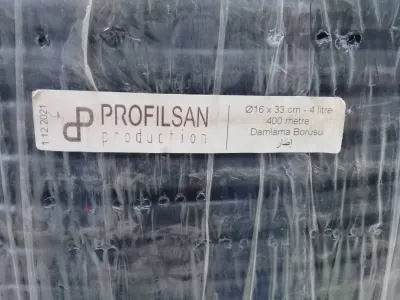 1.12.2021
PROFILSAN
production
Ø16 x 33 cm - 4 litre
400 metre
Damlama Borusu